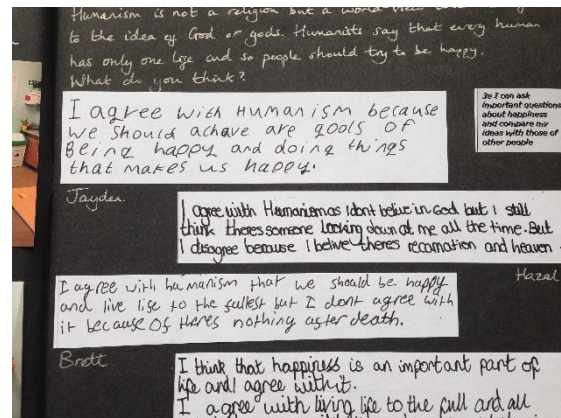 Humanism is not a religion but a world view
to the idea of God or gods. Humanists say that every human
has only one life and so people should try to be happy.
What do you think?
I agree with Humanism because
we should achave are gools of
Being happy and doing things
that makes us happy.
3e I can ask
important questions
about happiness
and compare my
ideas with those of
other people
Jayden
I agree with Humanism as I dont belive in God but I still
think theres someone looking down at me all the time. But
I disagree because I belive theres recarnation and heaven.
Hazel
I agree with humanism that we should be happy
and live life to the fullest but I dont agree with
it because of theres nothing after death.
Brett
I think that happiness is an important part of
life and I agree with it.
I agree with living life to the full and all